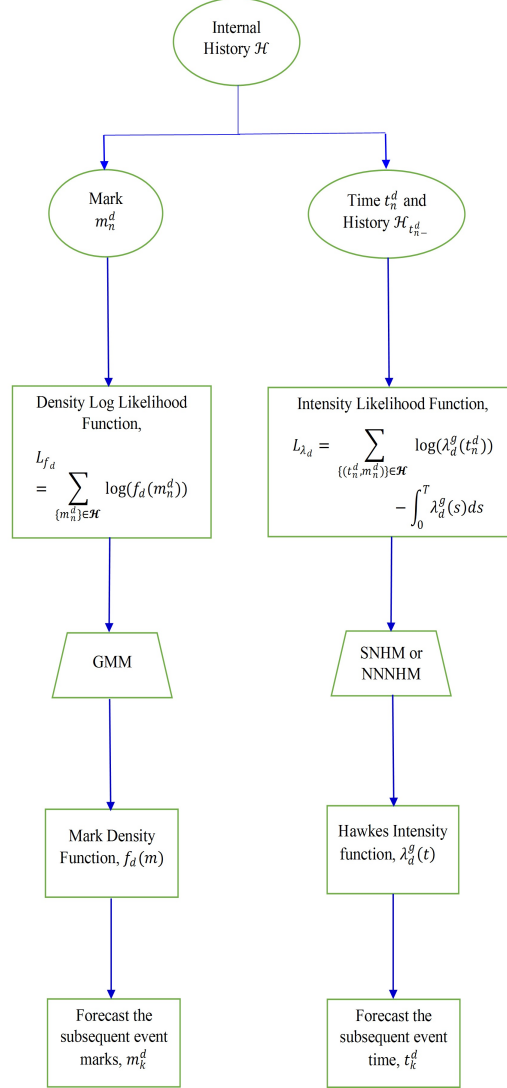 Internal
History ℋ
Mark
m_n^d
Time t_n^d and
History ℋ_{t_{n-}^d}
Density Log Likelihood
Function,
L_{f_d}
= ∑_{{m_n^d}∈ℋ} log(f_d(m_n^d))
Intensity Likelihood Function,
L_{λ_d} = ∑_{{(t_n^d,m_n^d)}∈ℋ} log(λ_d^g(t_n^d))
− ∫_0^T λ_d^g(s)ds
GMM
SNHM or
NNNHM
Mark Density
Function, f_d(m)
Hawkes Intensity
function, λ_d^g(t)
Forecast the
subsequent event
marks, m_k^d
Forecast the
subsequent event
time, t_k^d